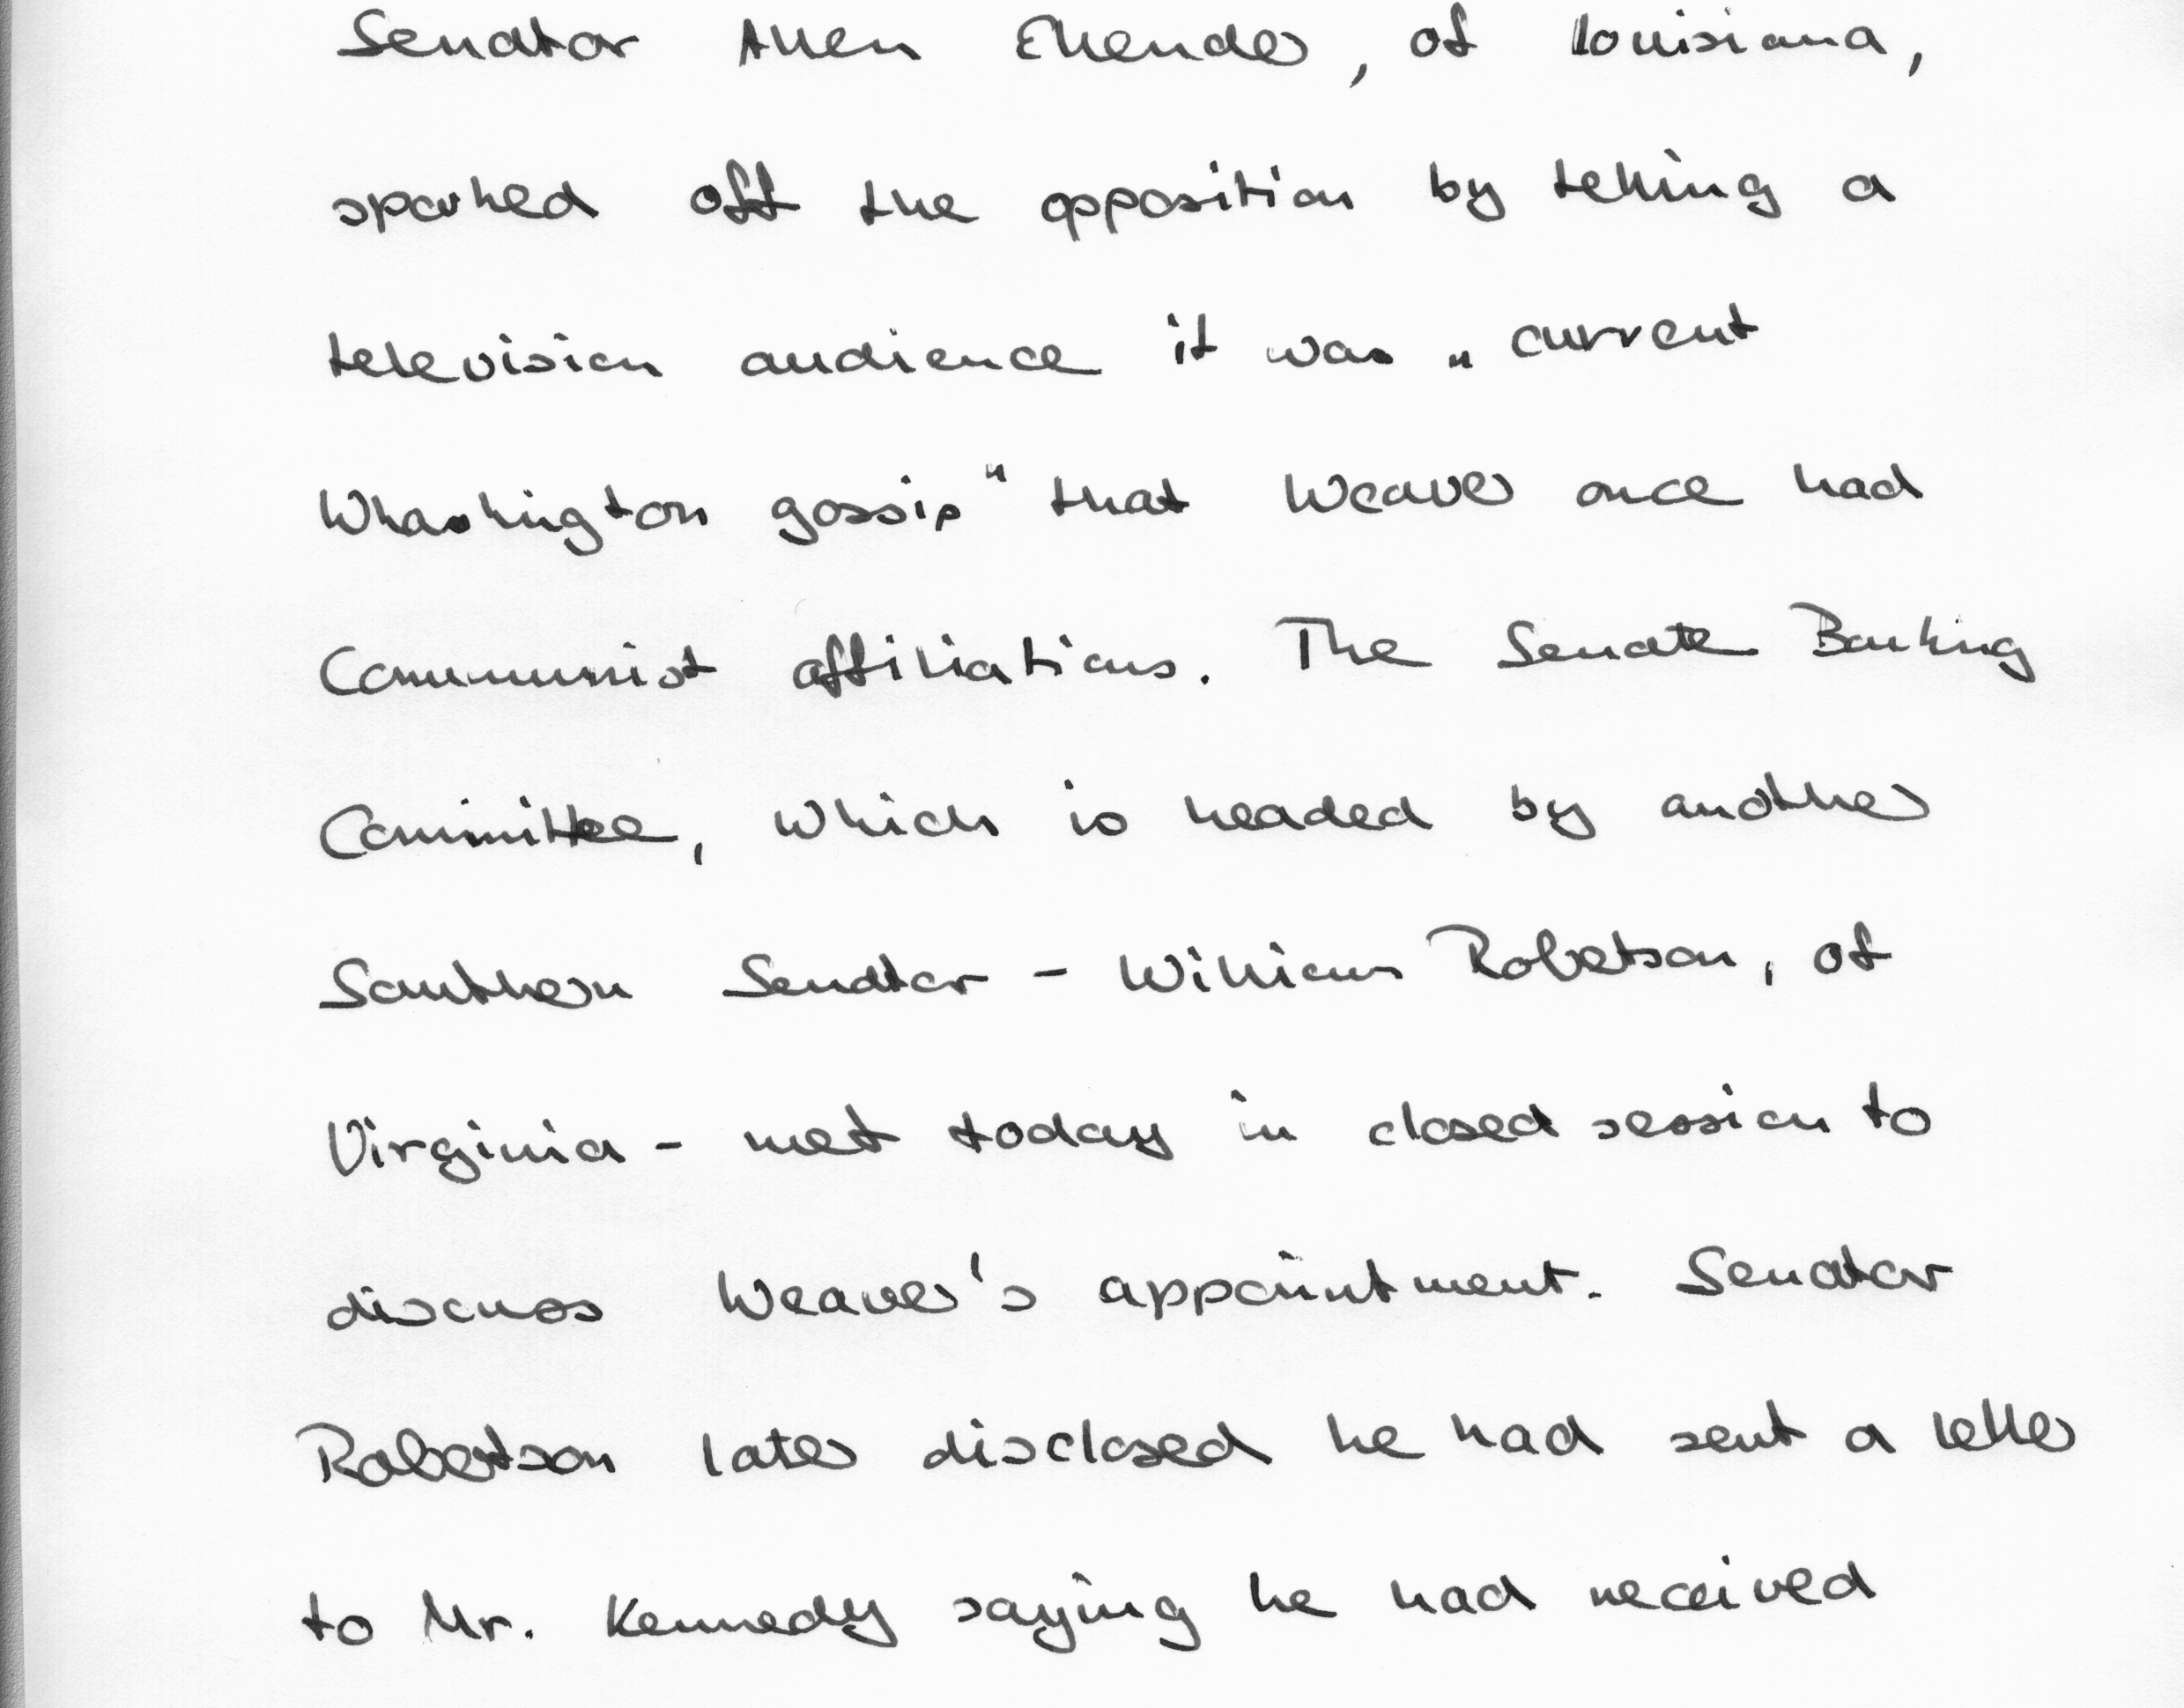 Senator Allen Ellender, of Louisiana,
sparked off the opposition by telling a
television audience it was „current
Whashington gossip" that Weaver once had
Communist affiliations. The Senate Banking
Committee, which is headed by another
Southern Senator - William Robertson, of
Virginia - met today in closed session to
discuss Weaver's appointment. Senator
Robertson later disclosed he had sent a letter
to Mr. Kennedy saying he had received